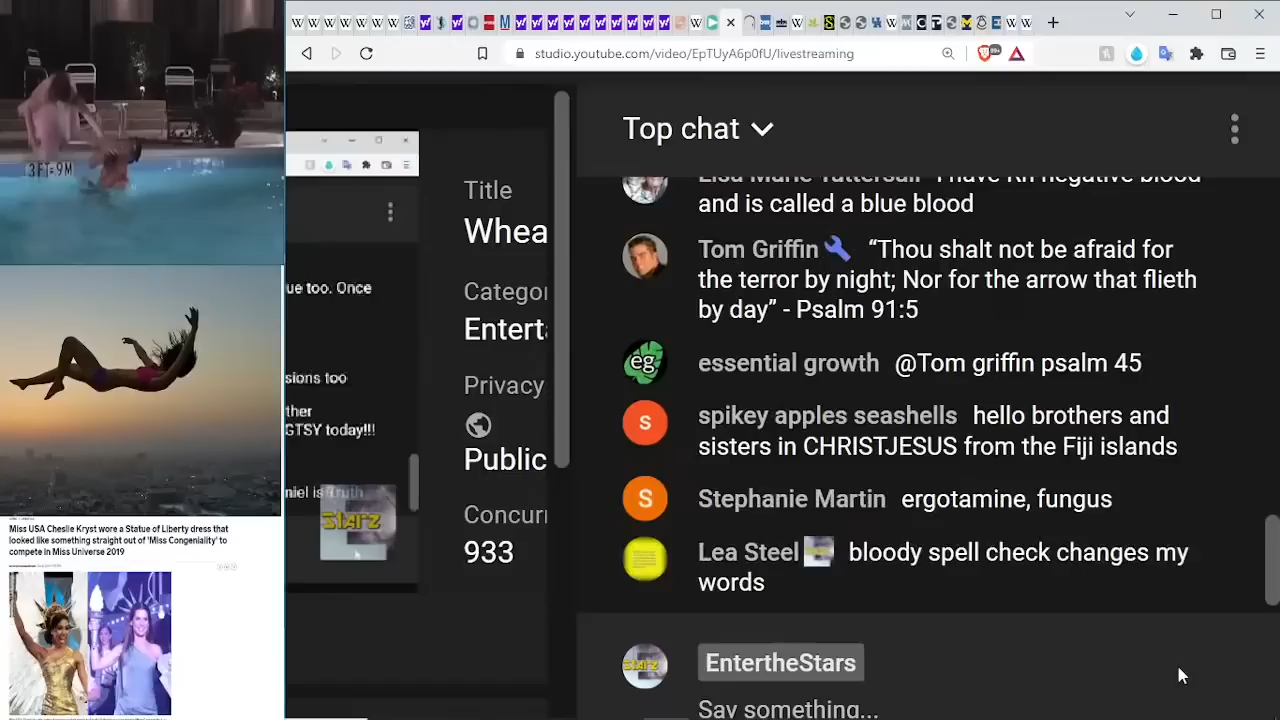 studio.youtube.com/video/EpTUyA6p0fU/livestreaming
99+
3 FT-9M
Top chat
Title
Whea
Categor
Entert
Privacy
Public
Concurr
933
ue too. Once
sions too
ther
GTSY today!!!
niel is Truth
Starz
Lisa Marie Tattersall I have Rh negative blood
and is called a blue blood
Tom Griffin “Thou shalt not be afraid for
the terror by night; Nor for the arrow that flieth
by day” - Psalm 91:5
eg
essential growth @Tom griffin psalm 45
S
spikey apples seashells hello brothers and
sisters in CHRISTJESUS from the Fiji islands
S
Stephanie Martin ergotamine, fungus
Lea Steel bloody spell check changes my
words
EntertheStars
Say something...
Miss USA Cheslie Kryst wore a Statue of Liberty dress that
looked like something straight out of 'Miss Congeniality' to
compete in Miss Universe 2019